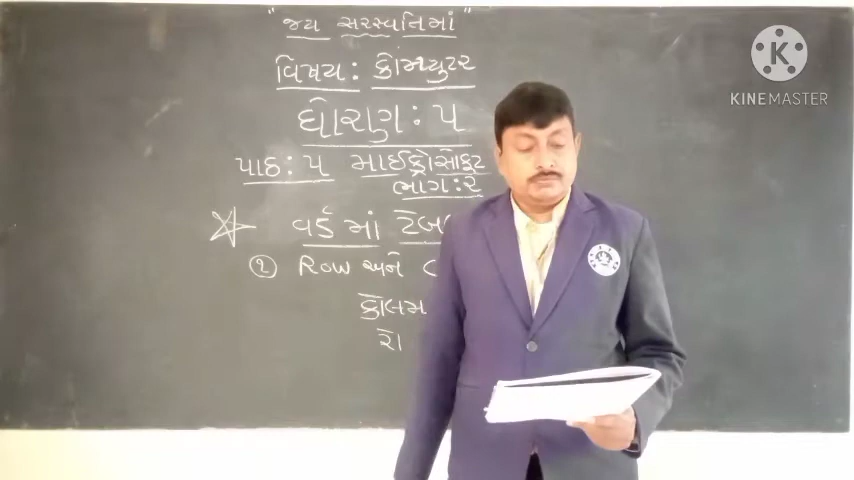 "જય સરસ્વતિમાં"
વિષય: કોમ્પ્યુટર
ધોરણ: ૫
પાઠ: ૫ માઈક્રોસોફ્ટ
ભાગ: ૨
વર્ડ માં
① Row અને
કોલમ
રો
K
KINEMASTER